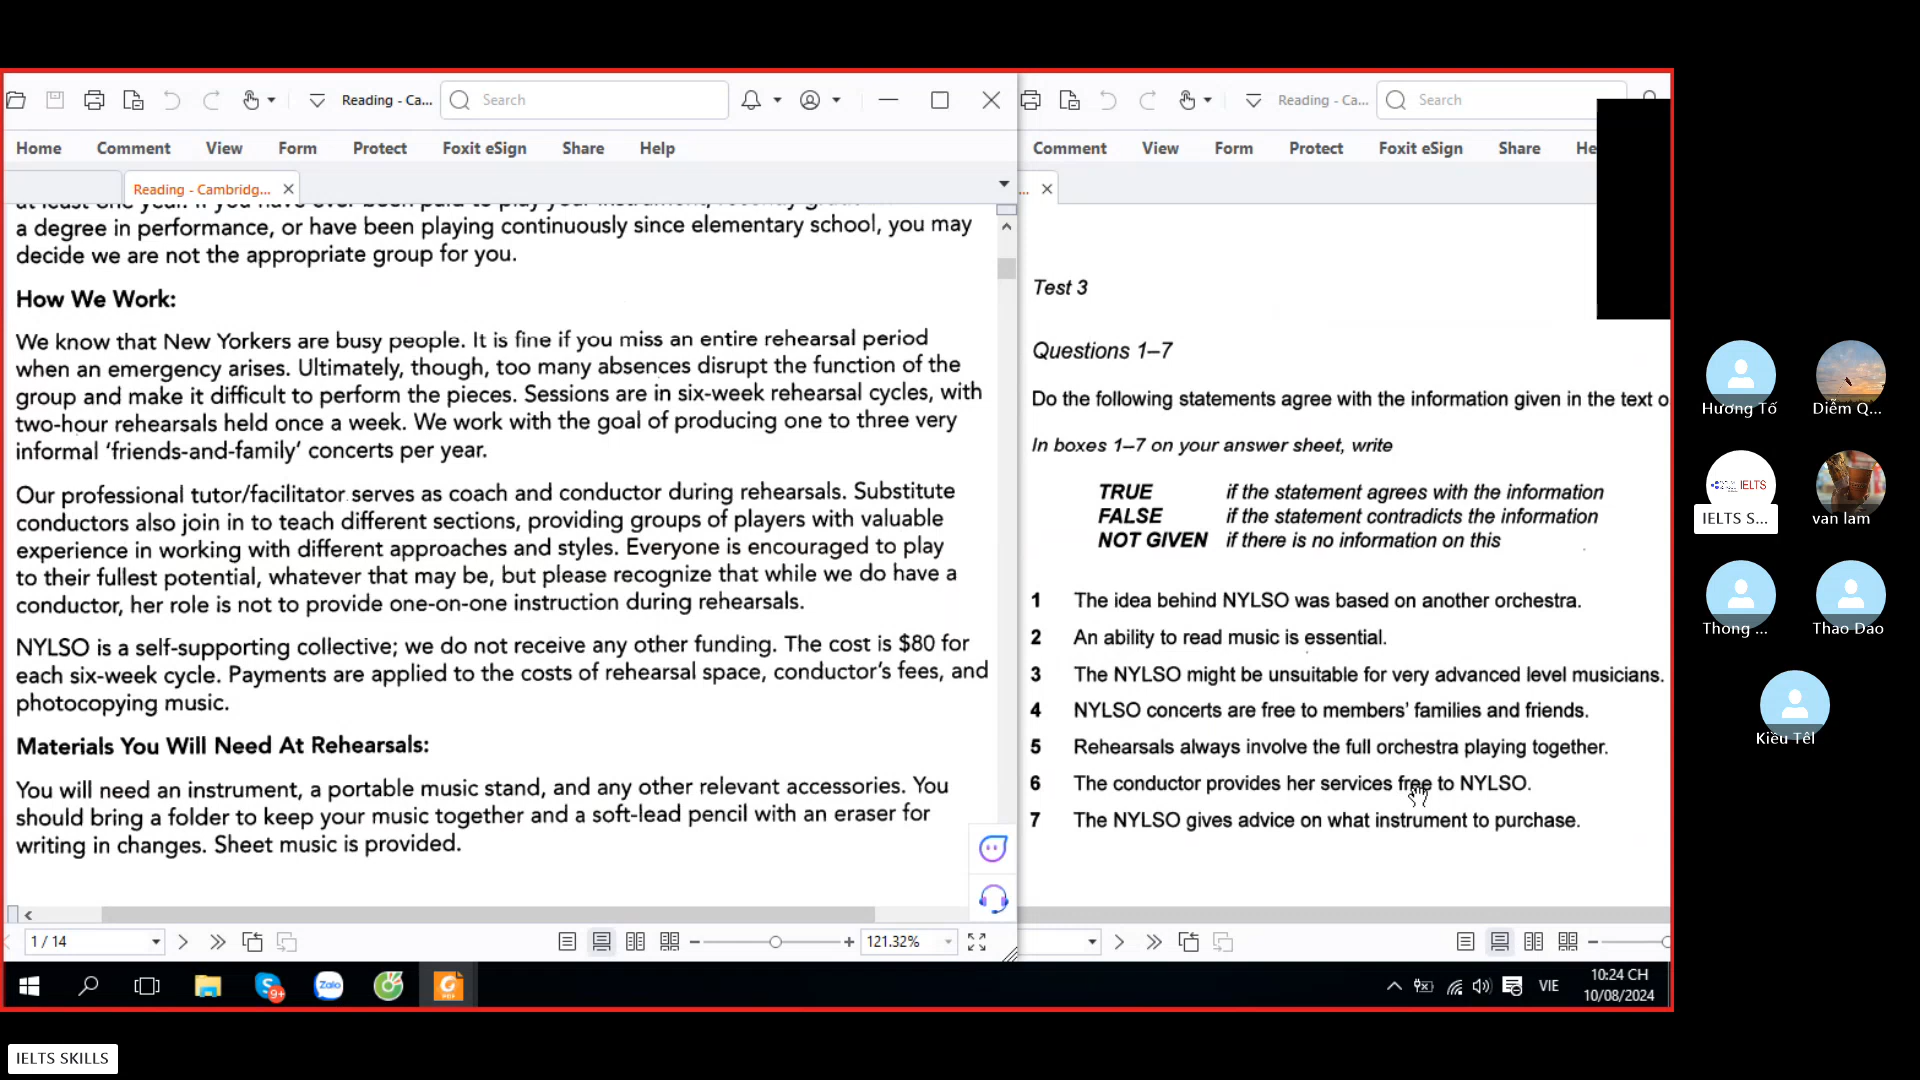 Reading - Ca...
Search
Home Comment View Form Protect Foxit eSign Share Help
Reading - Cambridg...
a degree in performance, or have been playing continuously since elementary school, you may
decide we are not the appropriate group for you.
How We Work:
We know that New Yorkers are busy people. It is fine if you miss an entire rehearsal period
when an emergency arises. Ultimately, though, too many absences disrupt the function of the
group and make it difficult to perform the pieces. Sessions are in six-week rehearsal cycles, with
two-hour rehearsals held once a week. We work with the goal of producing one to three very
informal ‘friends-and-family’ concerts per year.
Our professional tutor/facilitator serves as coach and conductor during rehearsals. Substitute
conductors also join in to teach different sections, providing groups of players with valuable
experience in working with different approaches and styles. Everyone is encouraged to play
to their fullest potential, whatever that may be, but please recognize that while we do have a
conductor, her role is not to provide one-on-one instruction during rehearsals.
NYLSO is a self-supporting collective; we do not receive any other funding. The cost is $80 for
each six-week cycle. Payments are applied to the costs of rehearsal space, conductor’s fees, and
photocopying music.
Materials You Will Need At Rehearsals:
You will need an instrument, a portable music stand, and any other relevant accessories. You
should bring a folder to keep your music together and a soft-lead pencil with an eraser for
writing in changes. Sheet music is provided.
1 / 14
121.32%
Reading - Ca...
Search
Comment View Form Protect Foxit eSign Share He
...
Test 3
Questions 1–7
Do the following statements agree with the information given in the text o
In boxes 1–7 on your answer sheet, write
TRUE if the statement agrees with the information
FALSE if the statement contradicts the information
NOT GIVEN if there is no information on this
1 The idea behind NYLSO was based on another orchestra.
2 An ability to read music is essential.
3 The NYLSO might be unsuitable for very advanced level musicians.
4 NYLSO concerts are free to members’ families and friends.
5 Rehearsals always involve the full orchestra playing together.
6 The conductor provides her services free to NYLSO.
7 The NYLSO gives advice on what instrument to purchase.
9+
Zalo
PDF
VIE
10:24 CH
10/08/2024
Hương Tố
Diễm Q...
IELTS
IELTS S...
van lam
Thong ...
Thao Dao
Kiều Têl
IELTS SKILLS